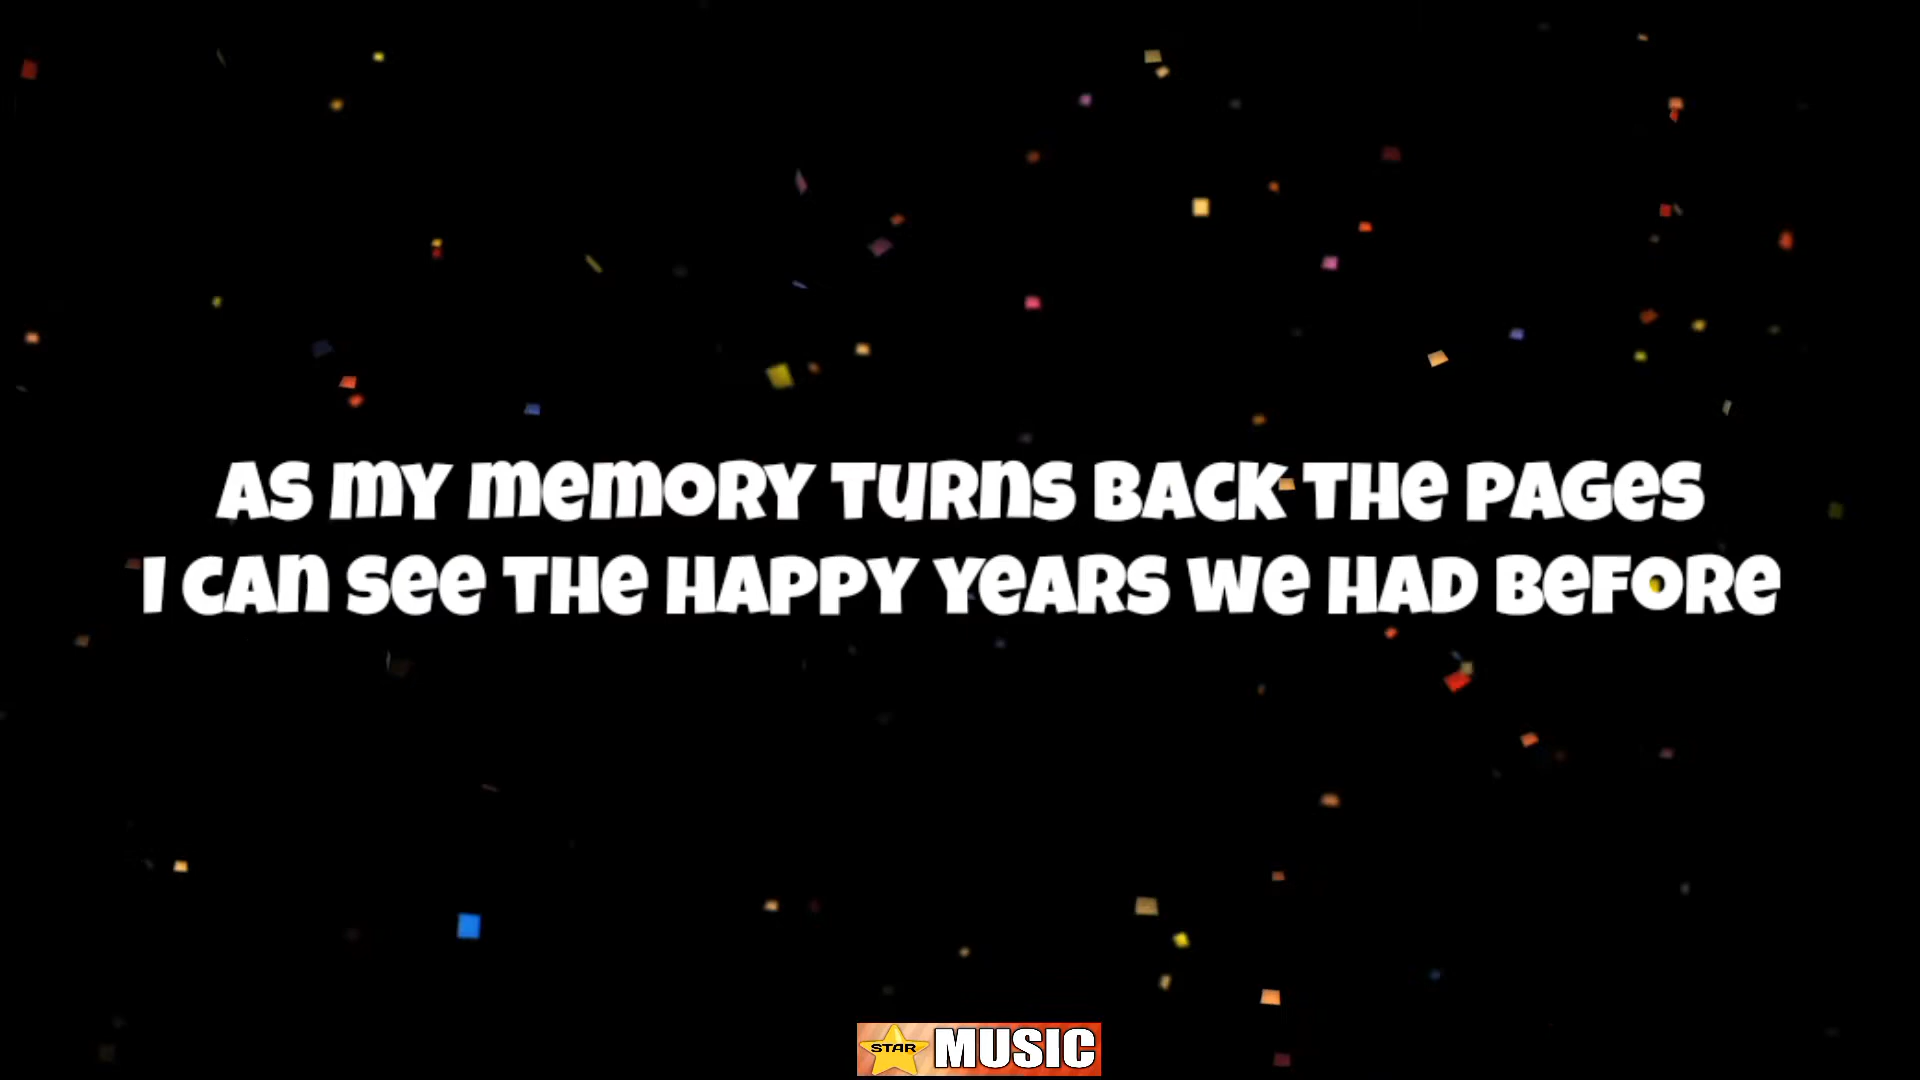 As my memory turns back the pages
I can see the happy years we had before
STAR MUSIC